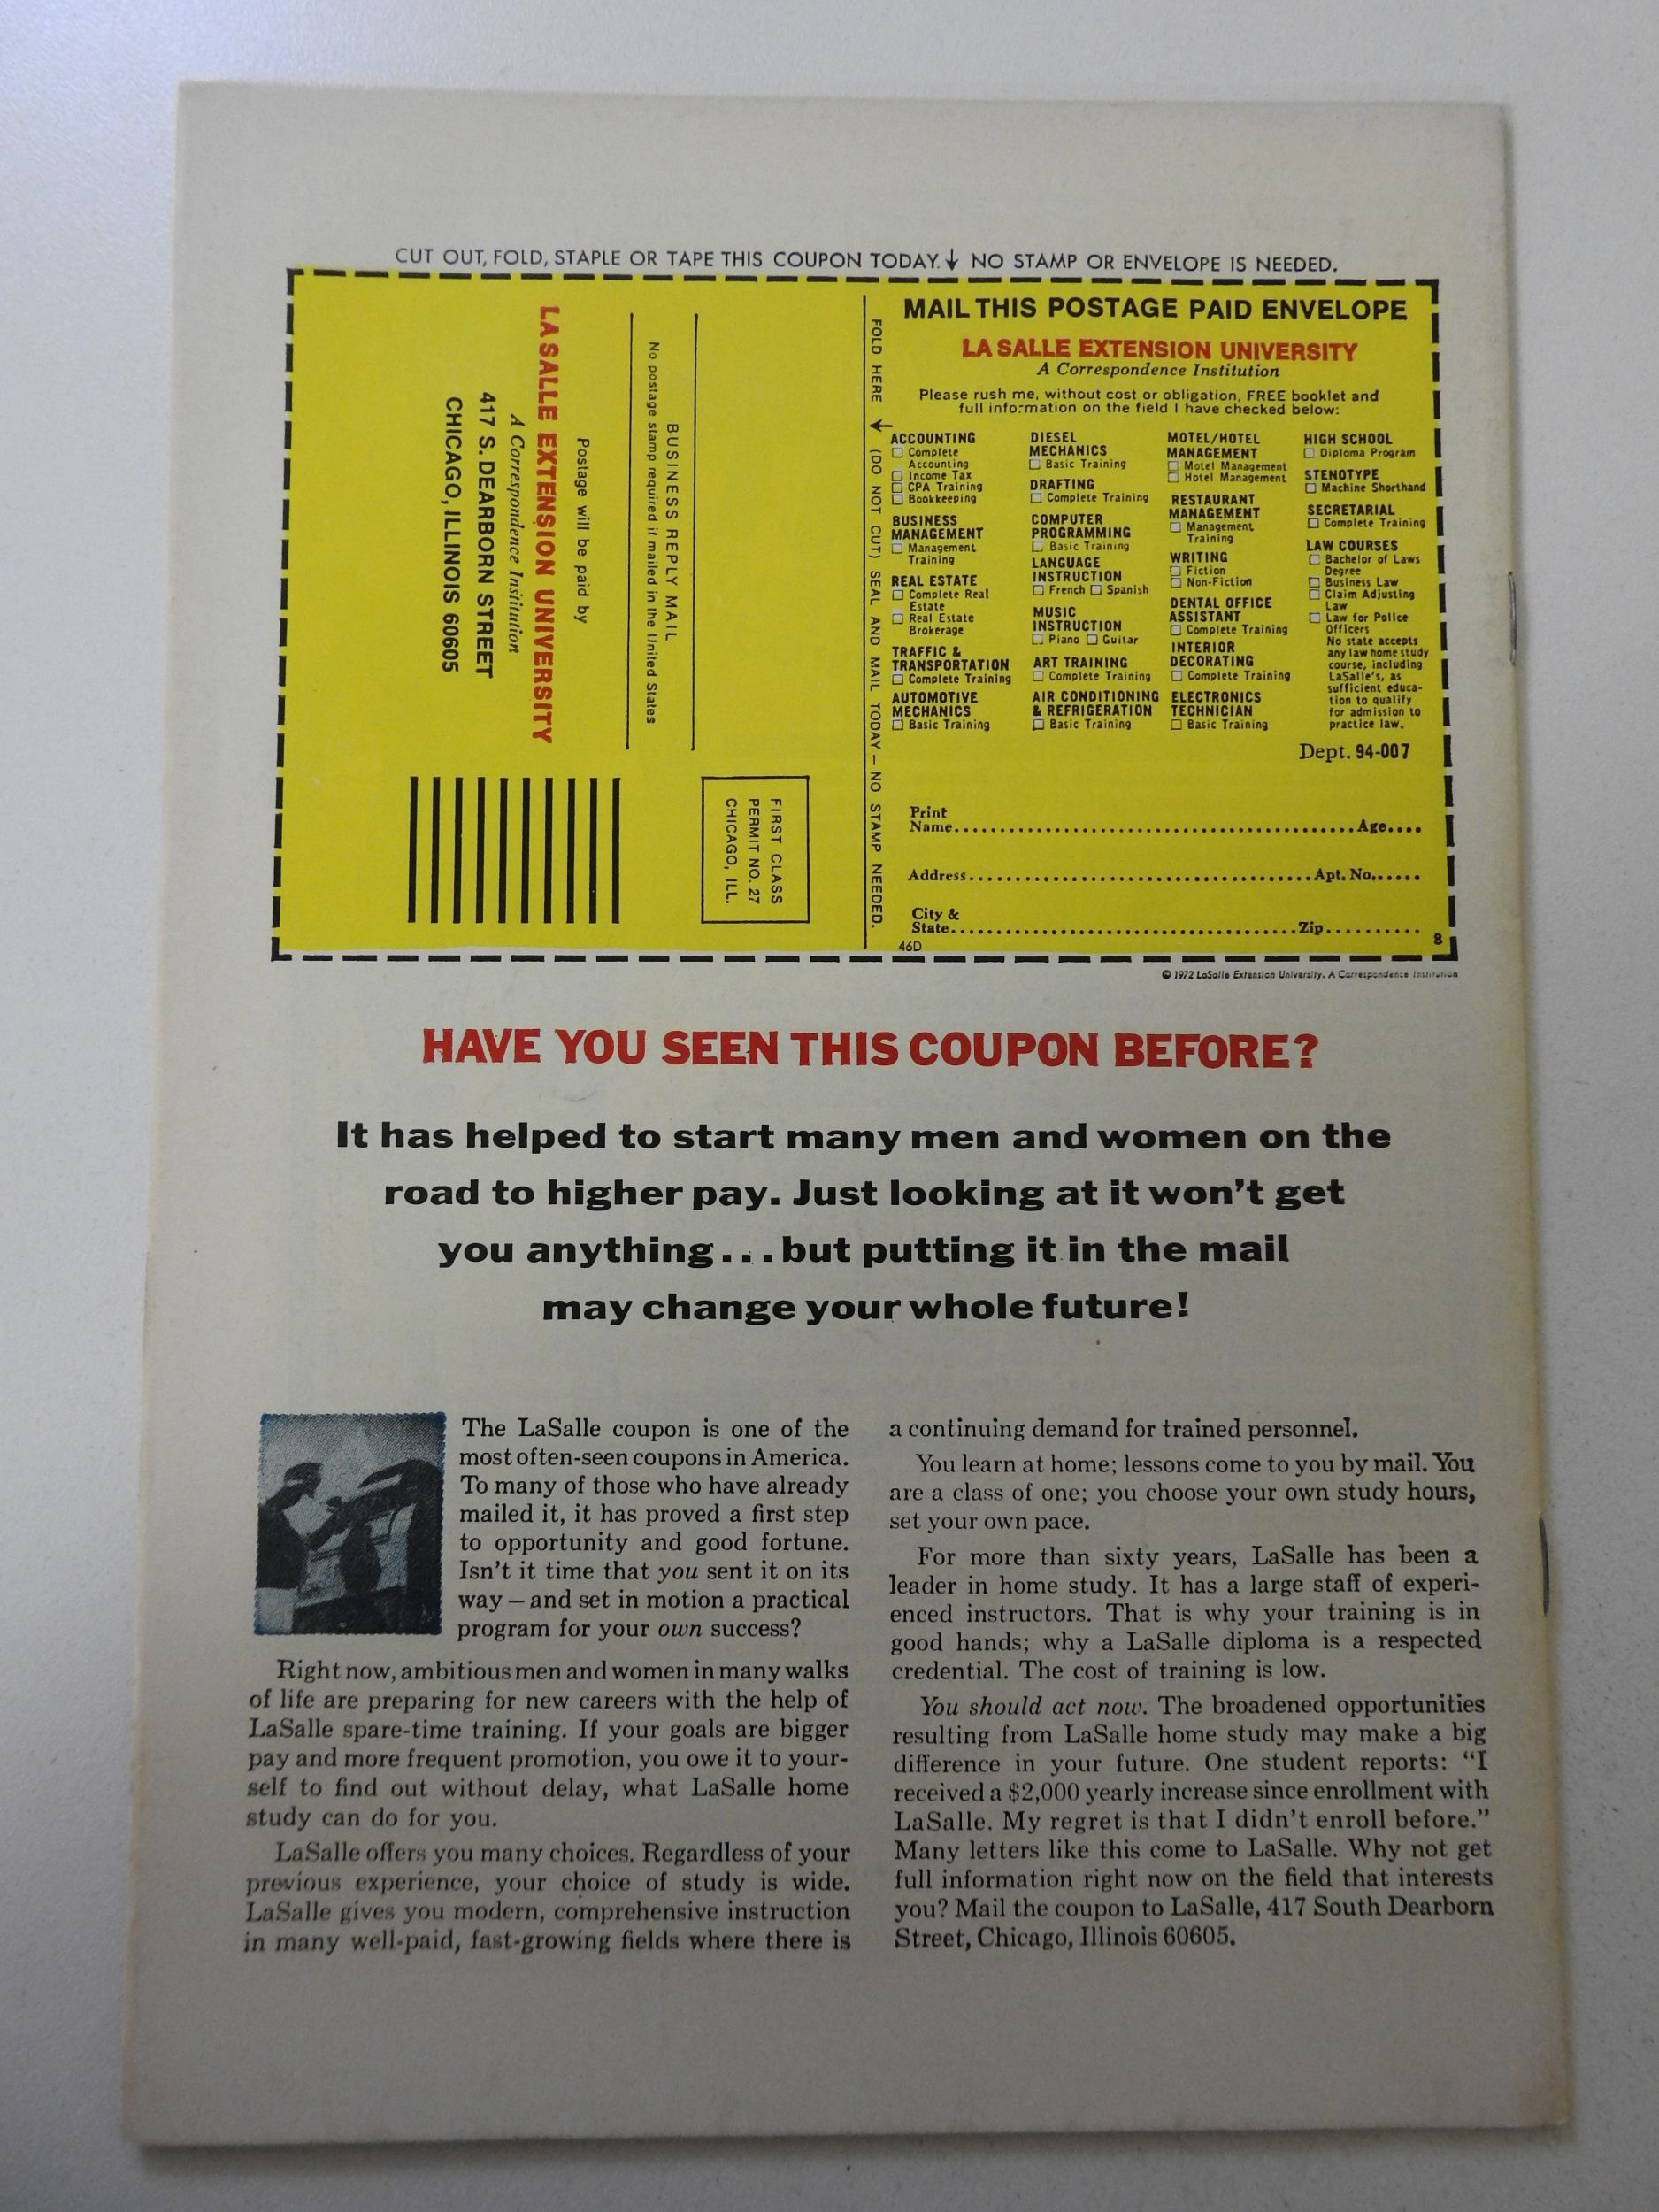 CUT OUT, FOLD, STAPLE OR TAPE THIS COUPON TODAY. ↓ NO STAMP OR ENVELOPE IS NEEDED.
BUSINESS REPLY MAIL
No postage stamp required if mailed in the United States
Postage will be paid by
LA SALLE EXTENSION UNIVERSITY
A Correspondence Institution
417 S. DEARBORN STREET
CHICAGO, ILLINOIS 60605
FIRST CLASS
PERMIT NO. 27
CHICAGO, ILL.
FOLD HERE → (DO NOT CUT) SEAL AND MAIL TODAY — NO STAMP NEEDED.
MAIL THIS POSTAGE PAID ENVELOPE
LA SALLE EXTENSION UNIVERSITY
A Correspondence Institution
Please rush me, without cost or obligation, FREE booklet and
full information on the field I have checked below:
ACCOUNTING
☐ Complete
Accounting
☐ Income Tax
☐ CPA Training
☐ Bookkeeping
BUSINESS
MANAGEMENT
☐ Management
Training
REAL ESTATE
☐ Complete Real
Estate
☐ Real Estate
Brokerage
TRAFFIC &
TRANSPORTATION
☐ Complete Training
AUTOMOTIVE
MECHANICS
☐ Basic Training
DIESEL
MECHANICS
☐ Basic Training
DRAFTING
☐ Complete Training
COMPUTER
PROGRAMMING
☐ Basic Training
LANGUAGE
INSTRUCTION
☐ French ☐ Spanish
MUSIC
INSTRUCTION
☐ Piano ☐ Guitar
ART TRAINING
☐ Complete Training
AIR CONDITIONING
& REFRIGERATION
☐ Basic Training
MOTEL/HOTEL
MANAGEMENT
☐ Motel Management
☐ Hotel Management
RESTAURANT
MANAGEMENT
☐ Management
Training
WRITING
☐ Fiction
☐ Non-Fiction
DENTAL OFFICE
ASSISTANT
☐ Complete Training
INTERIOR
DECORATING
☐ Complete Training
ELECTRONICS
TECHNICIAN
☐ Basic Training
HIGH SCHOOL
☐ Diploma Program
STENOTYPE
☐ Machine Shorthand
SECRETARIAL
☐ Complete Training
LAW COURSES
☐ Bachelor of Laws
Degree
☐ Business Law
☐ Claim Adjusting
Law
☐ Law for Police
Officers
No state accepts
any law home study
course, including
LaSalle's, as
sufficient educa-
tion to qualify
for admission to
practice law.
Dept. 94-007
Print
Name.......... Age....
Address.......... Apt. No......
City &
State.......... Zip..........
46D 8
© 1972 LaSalle Extension University. A Correspondence Institution
HAVE YOU SEEN THIS COUPON BEFORE?
It has helped to start many men and women on the
road to higher pay. Just looking at it won't get
you anything...but putting it in the mail
may change your whole future!
The LaSalle coupon is one of the
most often-seen coupons in America.
To many of those who have already
mailed it, it has proved a first step
to opportunity and good fortune.
Isn't it time that you sent it on its
way — and set in motion a practical
program for your own success?
Right now, ambitious men and women in many walks
of life are preparing for new careers with the help of
LaSalle spare-time training. If your goals are bigger
pay and more frequent promotion, you owe it to your-
self to find out without delay, what LaSalle home
study can do for you.
LaSalle offers you many choices. Regardless of your
previous experience, your choice of study is wide.
LaSalle gives you modern, comprehensive instruction
in many well-paid, fast-growing fields where there is
a continuing demand for trained personnel.
You learn at home; lessons come to you by mail. You
are a class of one; you choose your own study hours,
set your own pace.
For more than sixty years, LaSalle has been a
leader in home study. It has a large staff of experi-
enced instructors. That is why your training is in
good hands; why a LaSalle diploma is a respected
credential. The cost of training is low.
You should act now. The broadened opportunities
resulting from LaSalle home study may make a big
difference in your future. One student reports: "I
received a $2,000 yearly increase since enrollment with
LaSalle. My regret is that I didn't enroll before."
Many letters like this come to LaSalle. Why not get
full information right now on the field that interests
you? Mail the coupon to LaSalle, 417 South Dearborn
Street, Chicago, Illinois 60605.